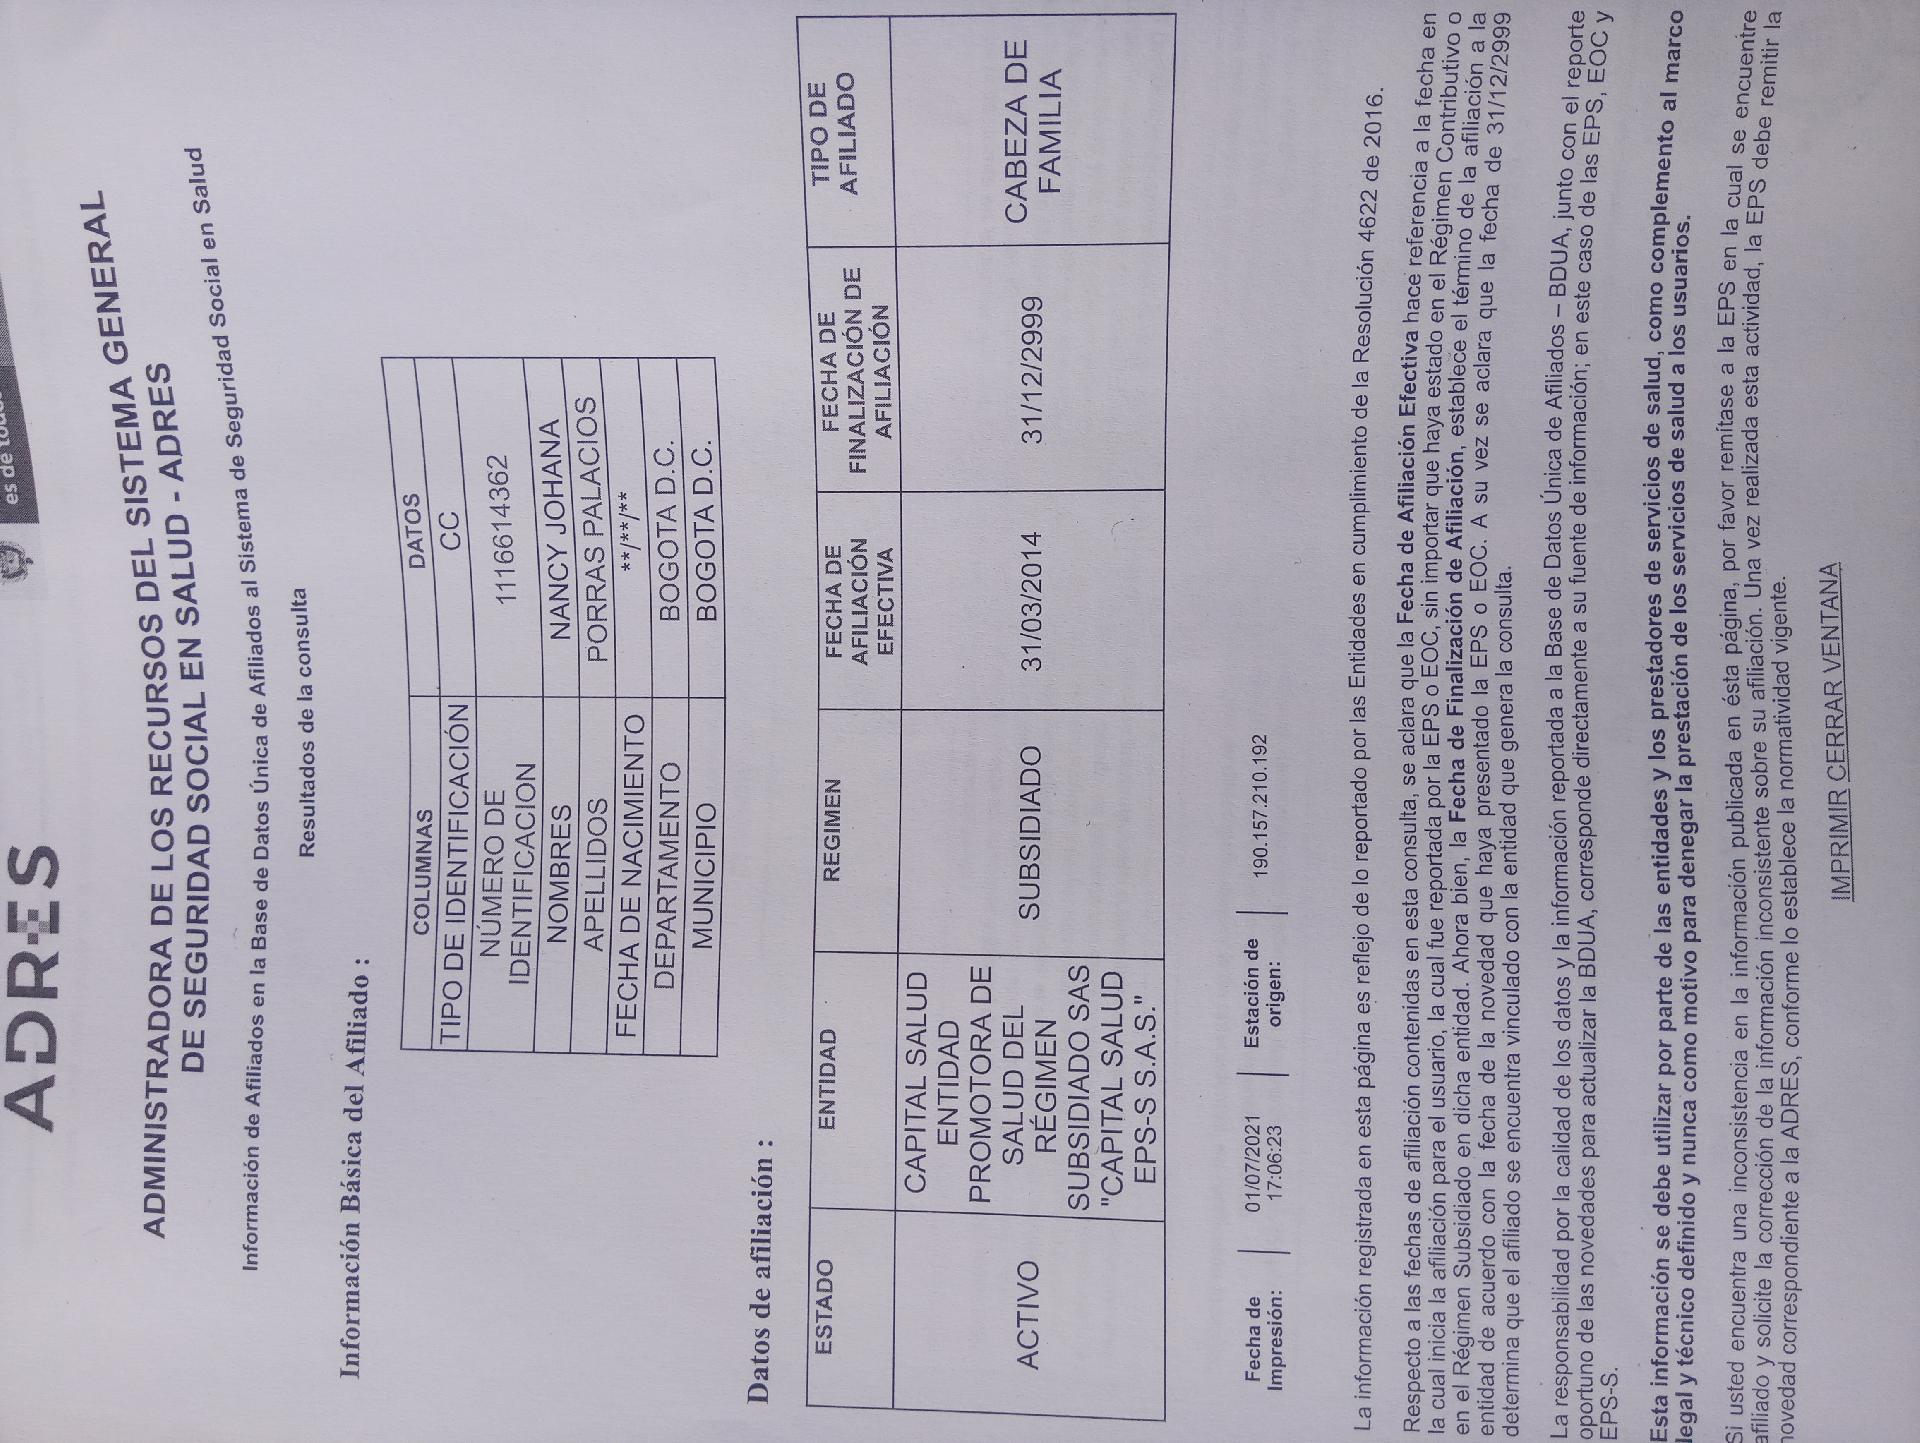 es de todos
ADRES
ADMINISTRADORA DE LOS RECURSOS DEL SISTEMA GENERAL
DE SEGURIDAD SOCIAL EN SALUD - ADRES
Información de Afiliados en la Base de Datos Única de Afiliados al Sistema de Seguridad Social en Salud
Resultados de la consulta
Información Básica del Afiliado :
COLUMNAS DATOS
TIPO DE IDENTIFICACIÓN CC
NÚMERO DE
IDENTIFICACION 1116614362
NOMBRES NANCY JOHANA
APELLIDOS PORRAS PALACIOS
FECHA DE NACIMIENTO **/**/**
DEPARTAMENTO BOGOTA D.C.
MUNICIPIO BOGOTA D.C.
Datos de afiliación :
ESTADO
ENTIDAD
REGIMEN
FECHA DE
AFILIACIÓN
EFECTIVA
FECHA DE
FINALIZACIÓN DE
AFILIACIÓN
TIPO DE
AFILIADO
ACTIVO
CAPITAL SALUD
ENTIDAD
PROMOTORA DE
SALUD DEL
RÉGIMEN
SUBSIDIADO SAS
"CAPITAL SALUD
EPS-S S.A.S."
SUBSIDIADO
31/03/2014
31/12/2999
CABEZA DE
FAMILIA
Fecha de
Impresión:
01/07/2021
17:06:23
Estación de
origen:
190.157.210.192
La información registrada en esta página es reflejo de lo reportado por las Entidades en cumplimiento de la Resolución 4622 de 2016.
Respecto a las fechas de afiliación contenidas en esta consulta, se aclara que la Fecha de Afiliación Efectiva hace referencia a la fecha en
la cual inicia la afiliación para el usuario, la cual fue reportada por la EPS o EOC, sin importar que haya estado en el Régimen Contributivo o
en el Régimen Subsidiado en dicha entidad. Ahora bien, la Fecha de Finalización de Afiliación, establece el término de la afiliación a la
entidad de acuerdo con la fecha de la novedad que haya presentado la EPS o EOC. A su vez se aclara que la fecha de 31/12/2999
determina que el afiliado se encuentra vinculado con la entidad que genera la consulta.
La responsabilidad por la calidad de los datos y la información reportada a la Base de Datos Única de Afiliados – BDUA, junto con el reporte
oportuno de las novedades para actualizar la BDUA, corresponde directamente a su fuente de información; en este caso de las EPS, EOC y
EPS-S.
Esta información se debe utilizar por parte de las entidades y los prestadores de servicios de salud, como complemento al marco
legal y técnico definido y nunca como motivo para denegar la prestación de los servicios de salud a los usuarios.
Si usted encuentra una inconsistencia en la información publicada en ésta página, por favor remítase a la EPS en la cual se encuentre
afiliado y solicite la corrección de la información inconsistente sobre su afiliación. Una vez realizada esta actividad, la EPS debe remitir la
novedad correspondiente a la ADRES, conforme lo establece la normatividad vigente.
IMPRIMIR CERRAR VENTANA